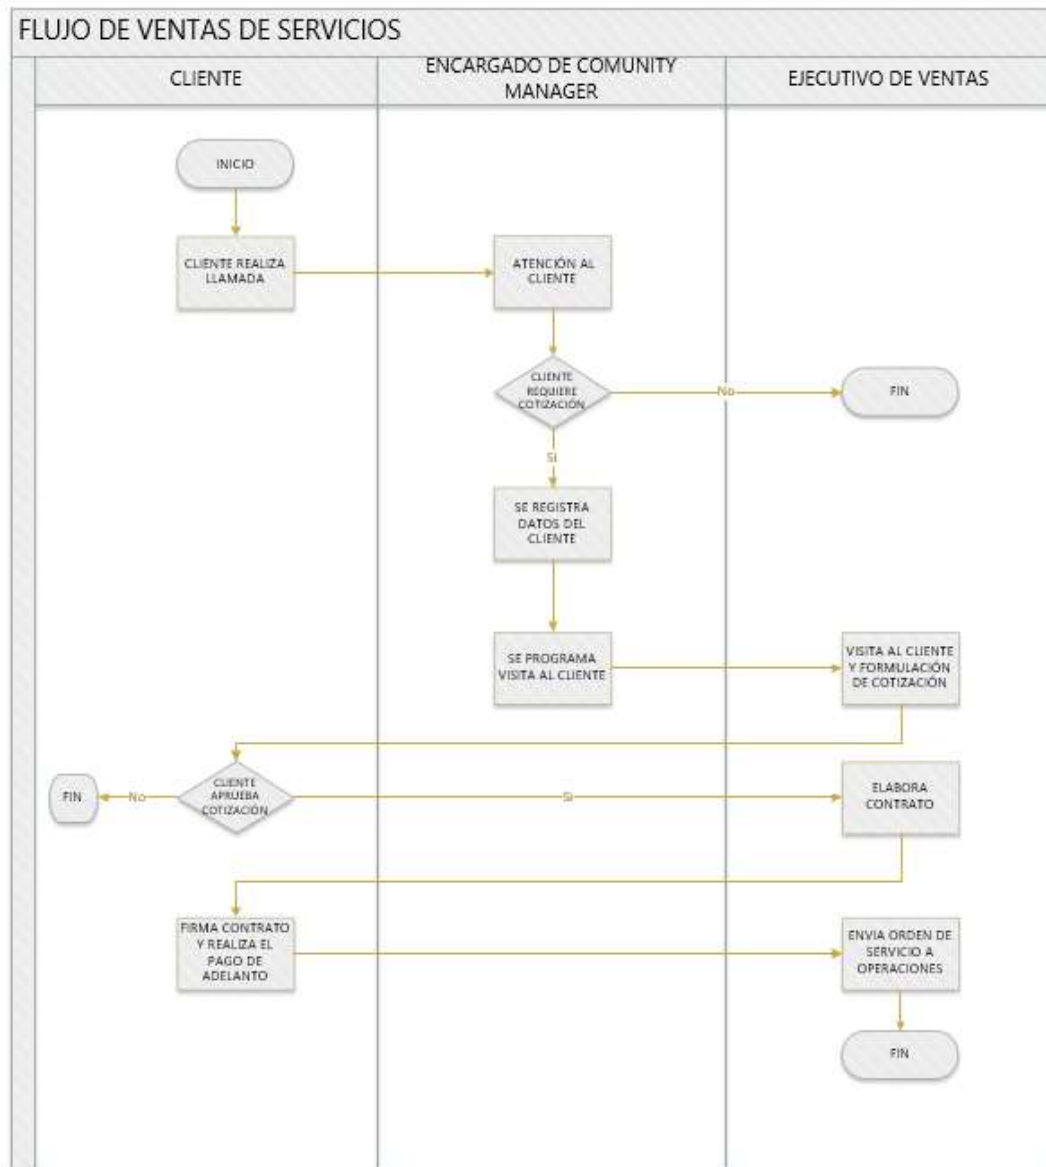 FLUJO DE VENTAS DE SERVICIOS
CLIENTE
ENCARGADO DE COMUNITY
MANAGER
EJECUTIVO DE VENTAS
INICIO
CLIENTE REALIZA
LLAMADA
ATENCIÓN AL
CLIENTE
CLIENTE
REQUIERE
COTIZACIÓN
No
FIN
Si
SE REGISTRA
DATOS DEL
CLIENTE
SE PROGRAMA
VISITA AL CLIENTE
VISITA AL CLIENTE
Y FORMULACIÓN
DE COTIZACIÓN
FIN
No
CLIENTE
APRUEBA
COTIZACIÓN
Si
ELABORA
CONTRATO
FIRMA CONTRATO
Y REALIZA EL
PAGO DE
ADELANTO
ENVIA ORDEN DE
SERVICIO A
OPERACIONES
FIN